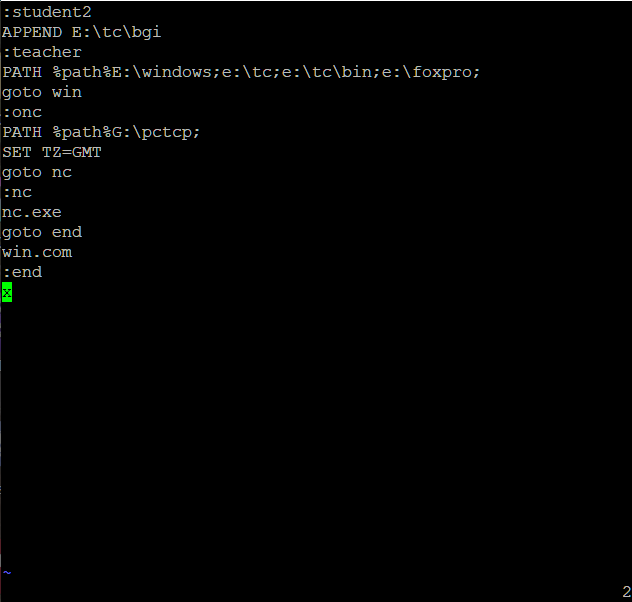 :student2
APPEND E:\tc\bgi
:teacher
PATH %path%E:\windows;e:\tc;e:\tc\bin;e:\foxpro;
goto win
:onc
PATH %path%G:\pctcp;
SET TZ=GMT
goto nc
:nc
nc.exe
goto end
win.com
:end
x
~
2